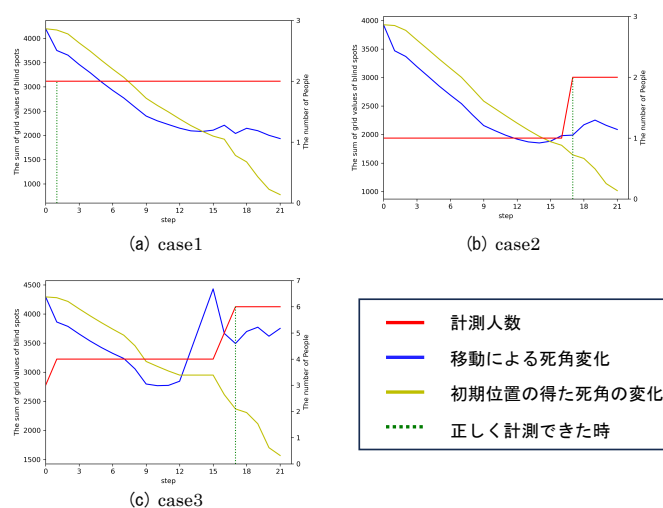 4000
3500
3000
2500
2000
1500
1000
The sum of grid values of blind spots
3
2
1
0
The number of People
0 3 6 9 12 15 18 21
step
(a) case1
4000
3500
3000
2500
2000
1500
1000
The sum of grid values of blind spots
3
2
1
0
The number of People
0 3 6 9 12 15 18 21
step
(b) case2
4500
4000
3500
3000
2500
2000
1500
The sum of grid values of blind spots
7
6
5
4
3
2
1
0
The number of People
0 3 6 9 12 15 18 21
step
(c) case3
計測人数
移動による死角変化
初期位置の得た死角の変化
正しく計測できた時